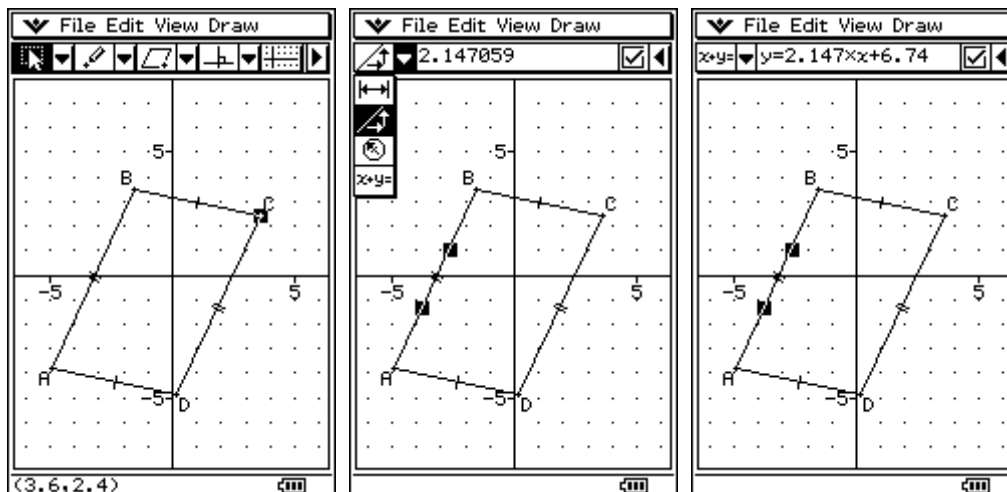 File Edit View Draw
5
B
C
-5
5
A
-5
D
(3.6,2.4)
File Edit View Draw
2.147059
x+y=
5
B
C
-5
5
A
-5
D
File Edit View Draw
x+y=
y=2.147×x+6.74
5
B
C
-5
5
A
-5
D